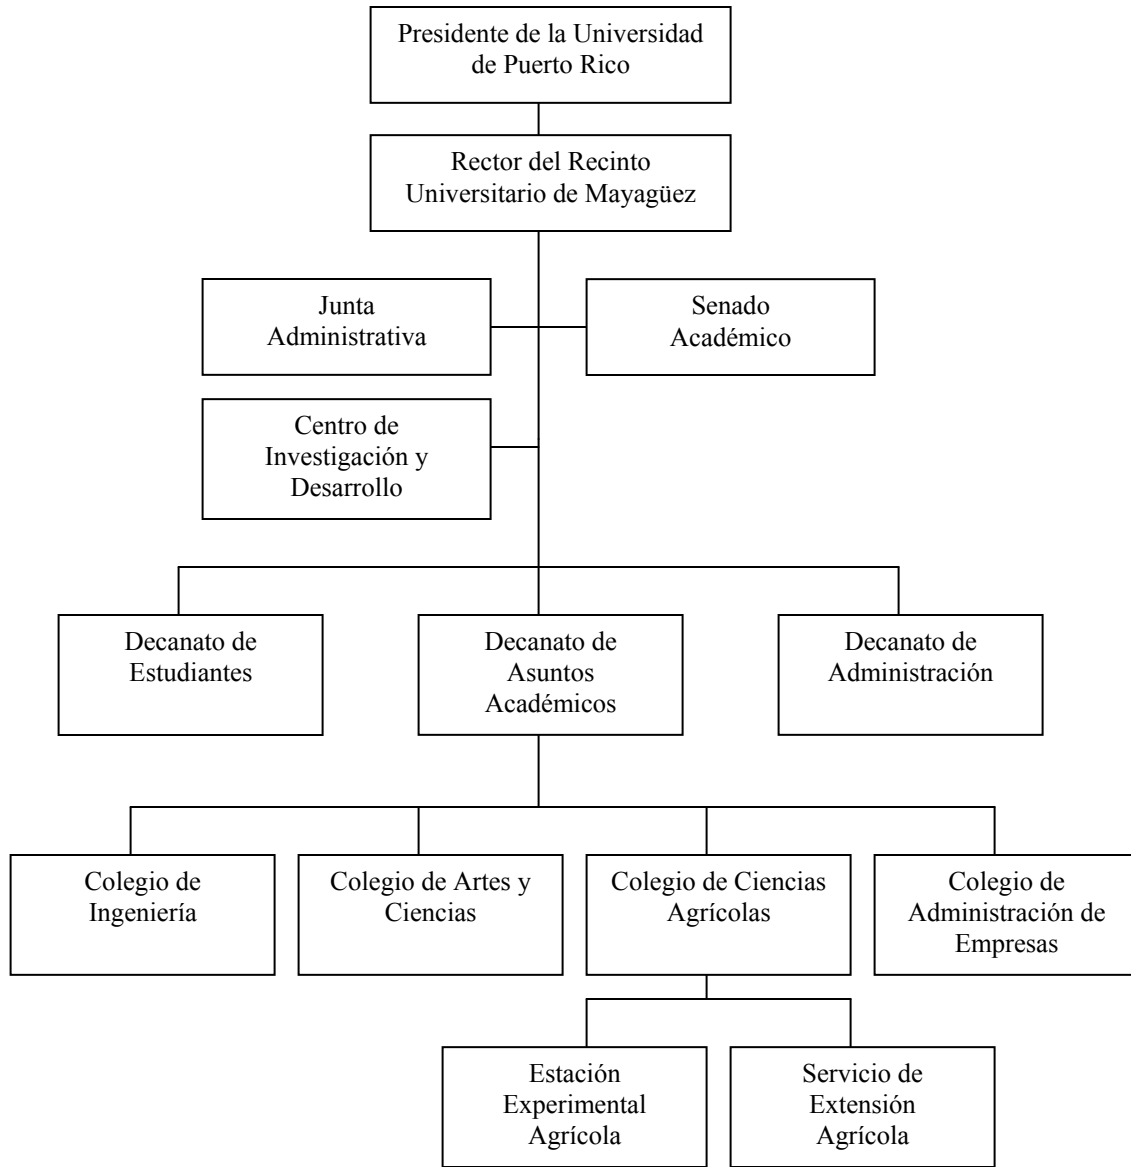 Presidente de la Universidad
de Puerto Rico
Rector del Recinto
Universitario de Mayagüez
Junta
Administrativa
Senado
Académico
Centro de
Investigación y
Desarrollo
Decanato de
Estudiantes
Decanato de
Asuntos
Académicos
Decanato de
Administración
Colegio de
Ingeniería
Colegio de Artes y
Ciencias
Colegio de Ciencias
Agrícolas
Colegio de
Administración de
Empresas
Estación
Experimental
Agrícola
Servicio de
Extensión
Agrícola